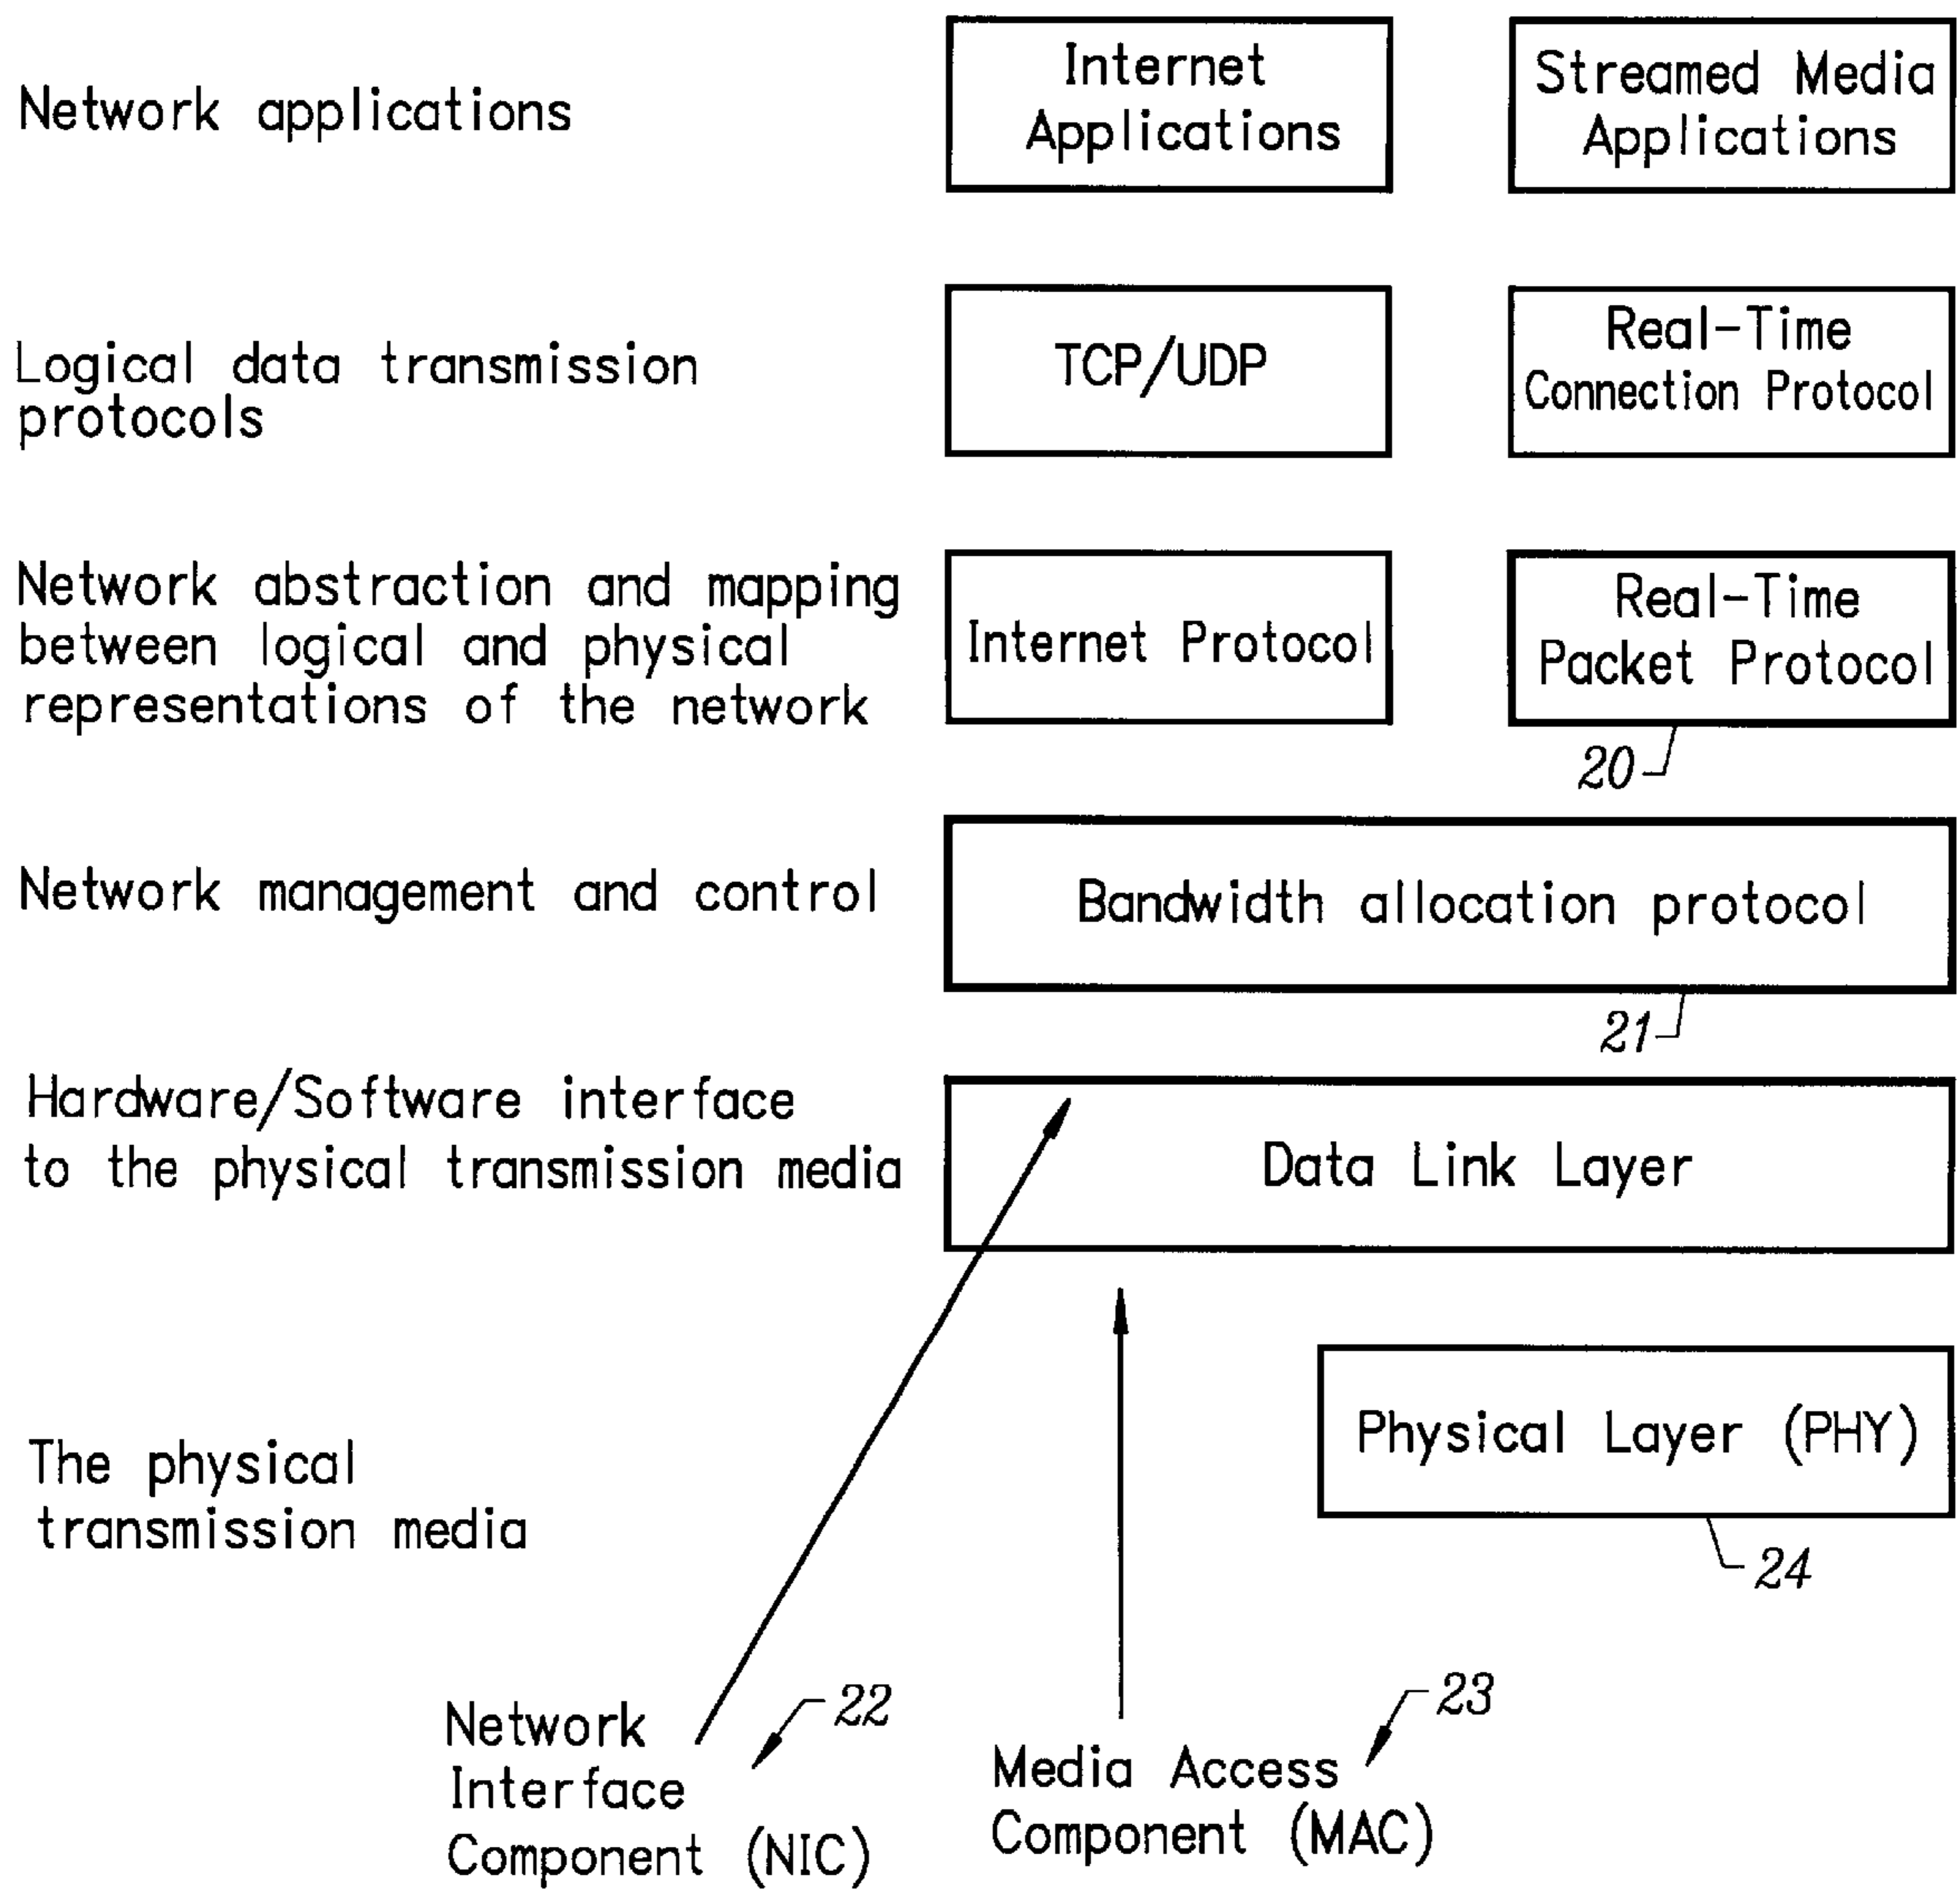 Network applications
Internet
Applications
Streamed Media
Applications
Logical data transmission
protocols
TCP/UDP
Real-Time
Connection Protocol
Network abstraction and mapping
between logical and physical
representations of the network
Internet Protocol
Real-Time
Packet Protocol
20
Network management and control
Bandwidth allocation protocol
21
Hardware/Software interface
to the physical transmission media
Data Link Layer
The physical
transmission media
Physical Layer (PHY)
24
Network
Interface
Component (NIC)
22
Media Access
Component (MAC)
23